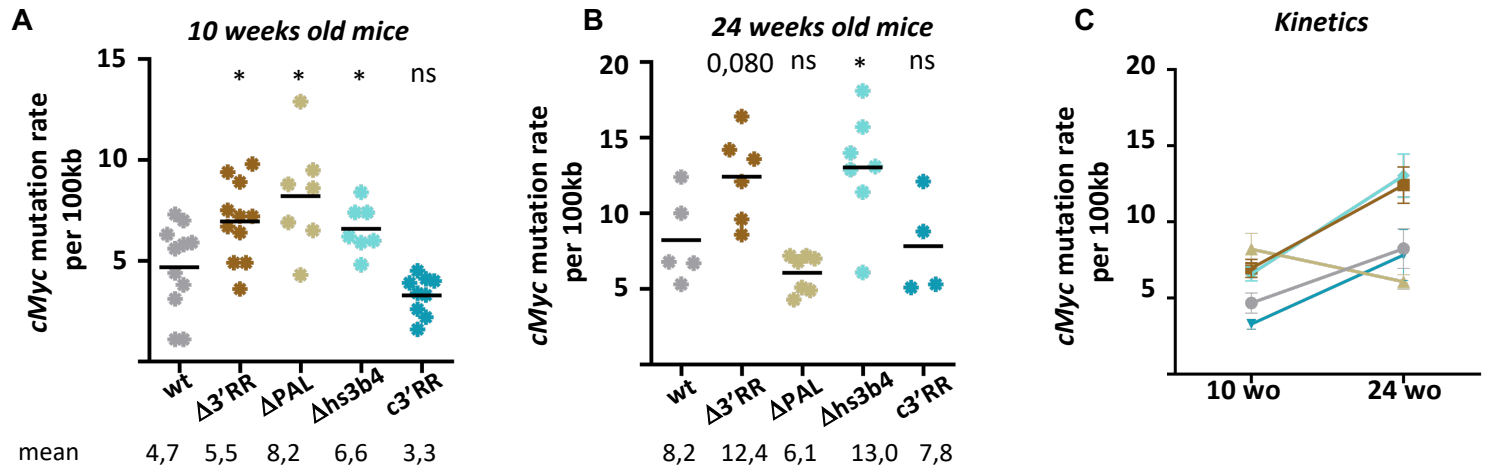 A
10 weeks old mice
cMyc mutation rate
per 100kb
15
10
5
* * * ns
wt Δ3'RR ΔPAL Δhs3b4 c3'RR
mean 4,7 5,5 8,2 6,6 3,3
B
24 weeks old mice
cMyc mutation rate
per 100kb
20
15
10
5
0,080 ns * ns
wt Δ3'RR ΔPAL Δhs3b4 c3'RR
8,2 12,4 6,1 13,0 7,8
C
Kinetics
cMyc mutation rate
per 100kb
20
15
10
5
10 wo 24 wo